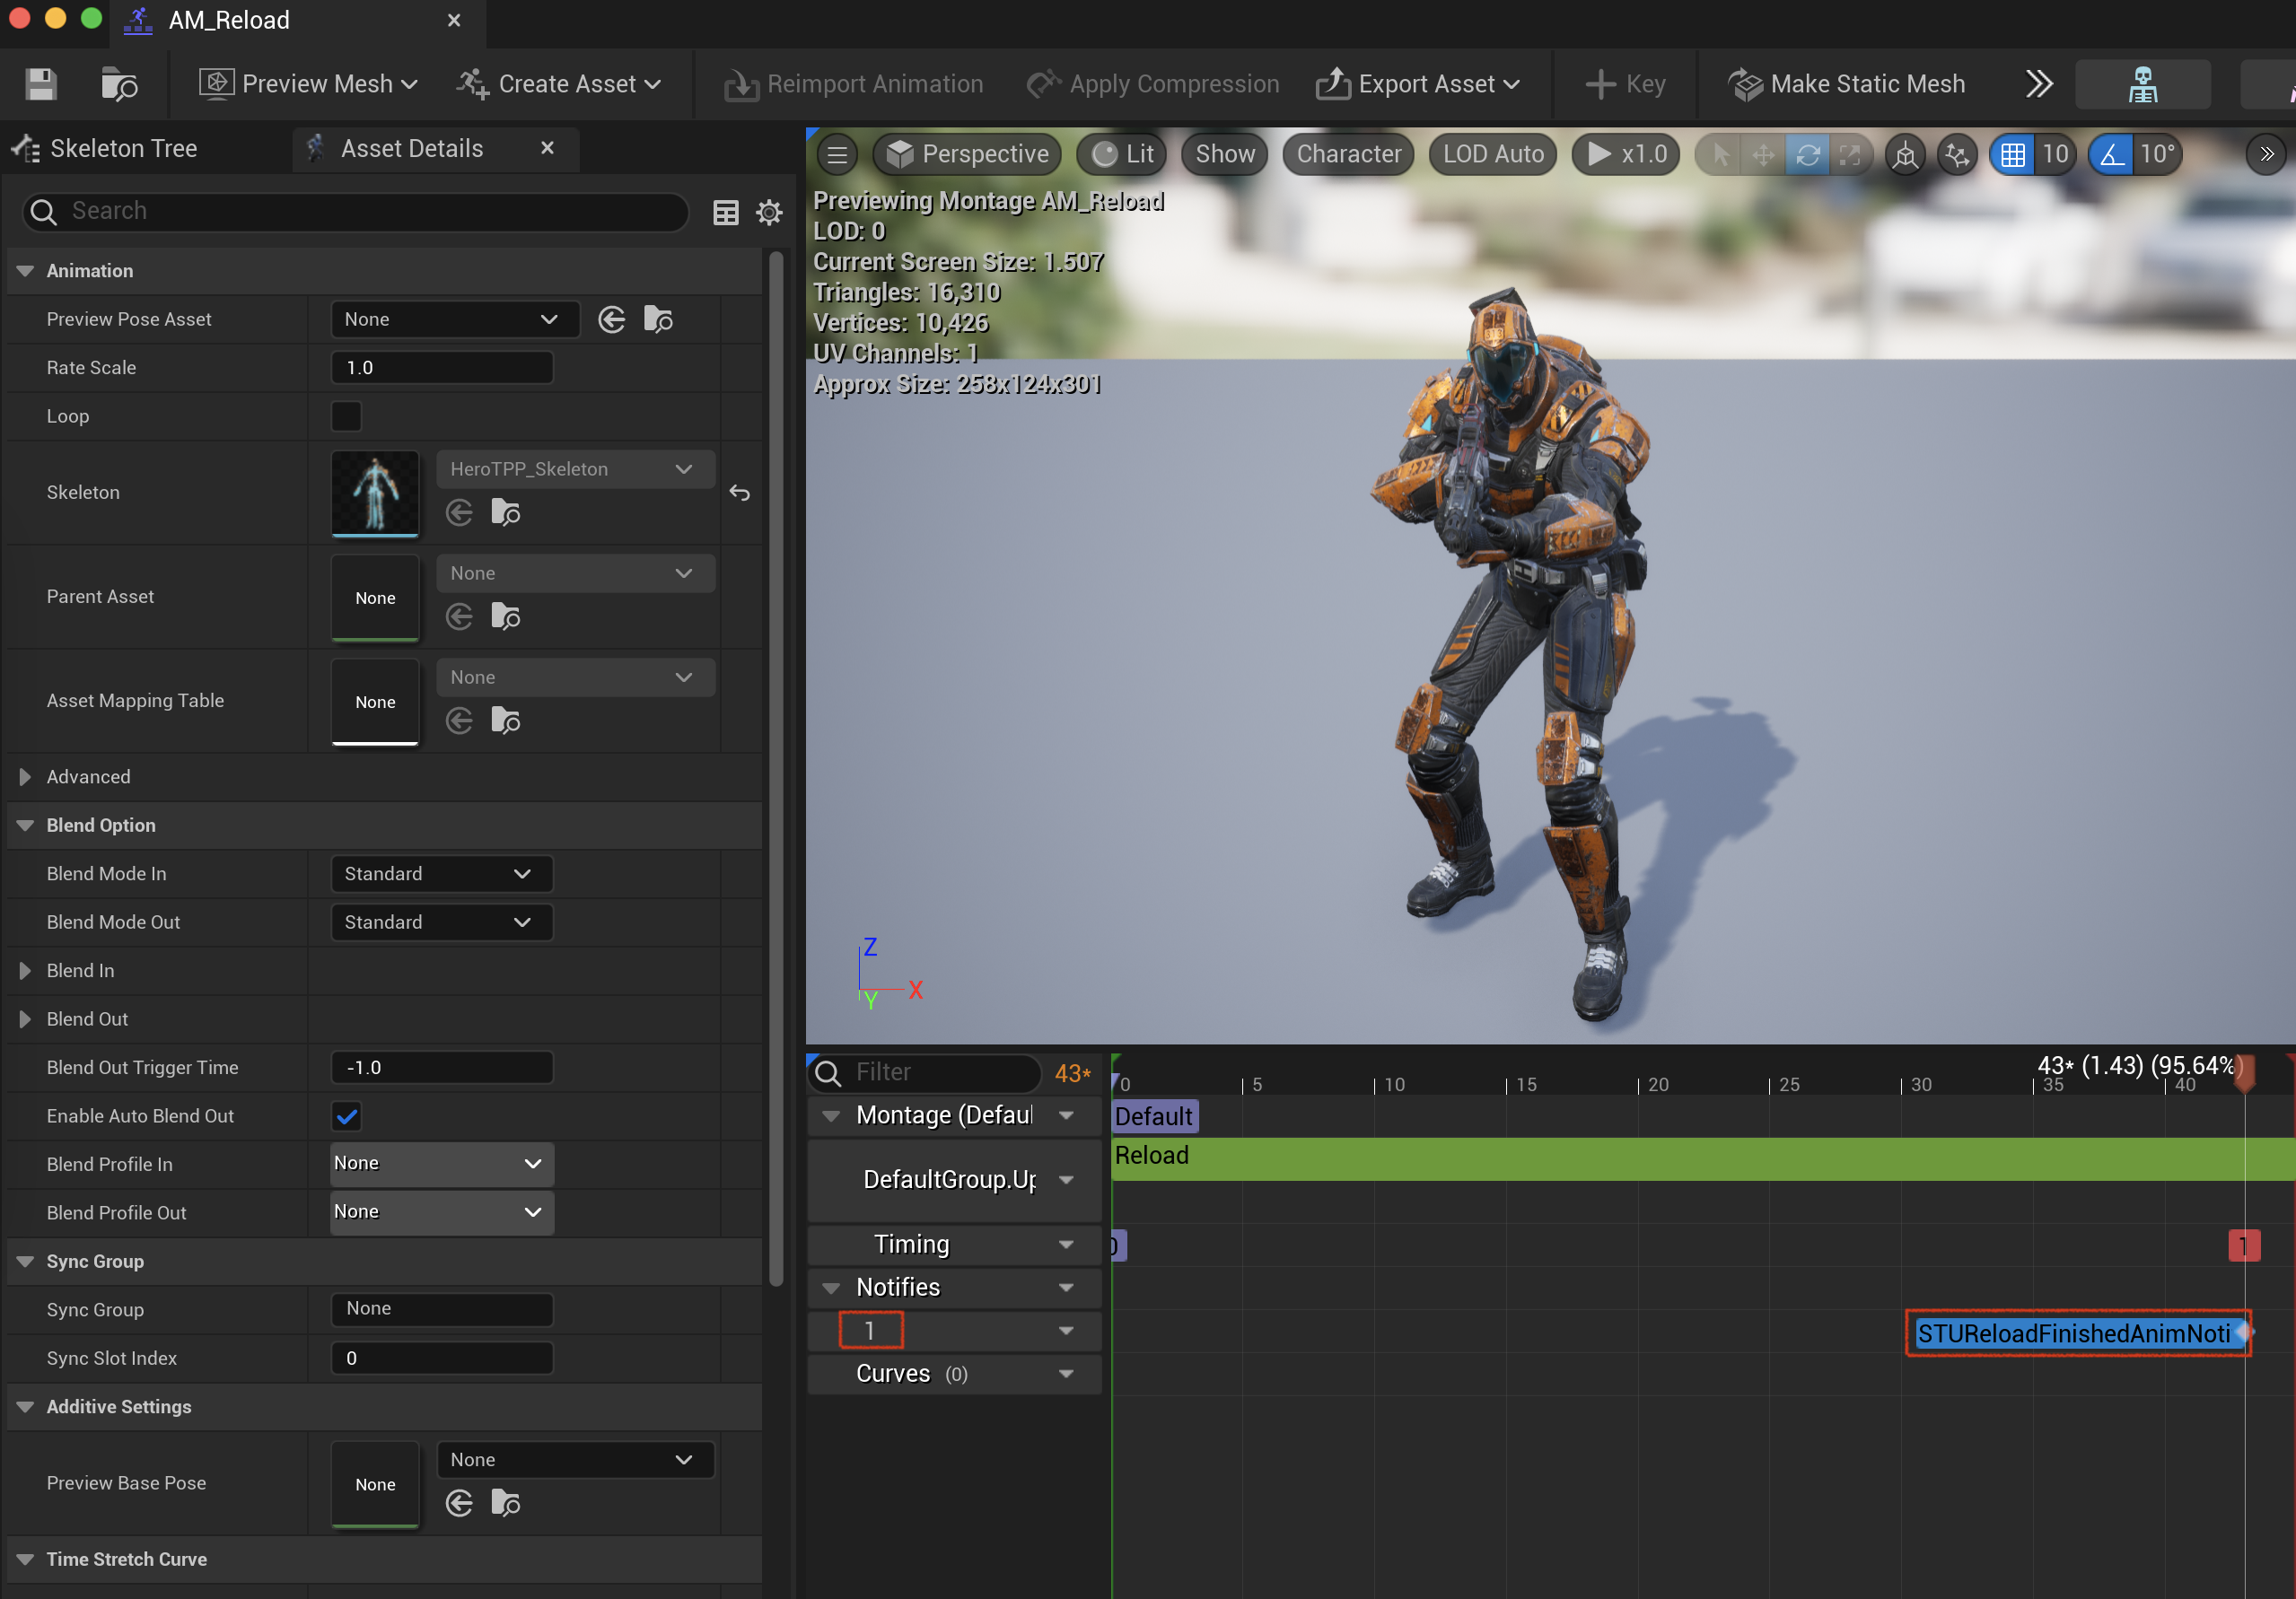 AM_Reload
Preview Mesh
Create Asset
Reimport Animation
Apply Compression
Export Asset
Key
Make Static Mesh
Skeleton Tree
Asset Details
Search
Animation
Preview Pose Asset
None
Rate Scale
1.0
Loop
Skeleton
HeroTPP_Skeleton
Parent Asset
None
None
Asset Mapping Table
None
None
Advanced
Blend Option
Blend Mode In
Standard
Blend Mode Out
Standard
Blend In
Blend Out
Blend Out Trigger Time
-1.0
Enable Auto Blend Out
Blend Profile In
None
Blend Profile Out
None
Sync Group
Sync Group
None
Sync Slot Index
0
Additive Settings
Preview Base Pose
None
None
Time Stretch Curve
Perspective
Lit
Show
Character
LOD Auto
x1.0
10
10°
Previewing Montage AM_Reload
LOD: 0
Current Screen Size: 1.507
Triangles: 16,310
Vertices: 10,426
UV Channels: 1
Approx Size: 258x124x301
Z
X
Y
Filter
43*
43* (1.43) (95.64%)
0 5 10 15 20 25 30 35 40
Montage (Defaul
Default
DefaultGroup.Up
Reload
Timing
1
Notifies
1
STUReloadFinishedAnimNoti
Curves (0)